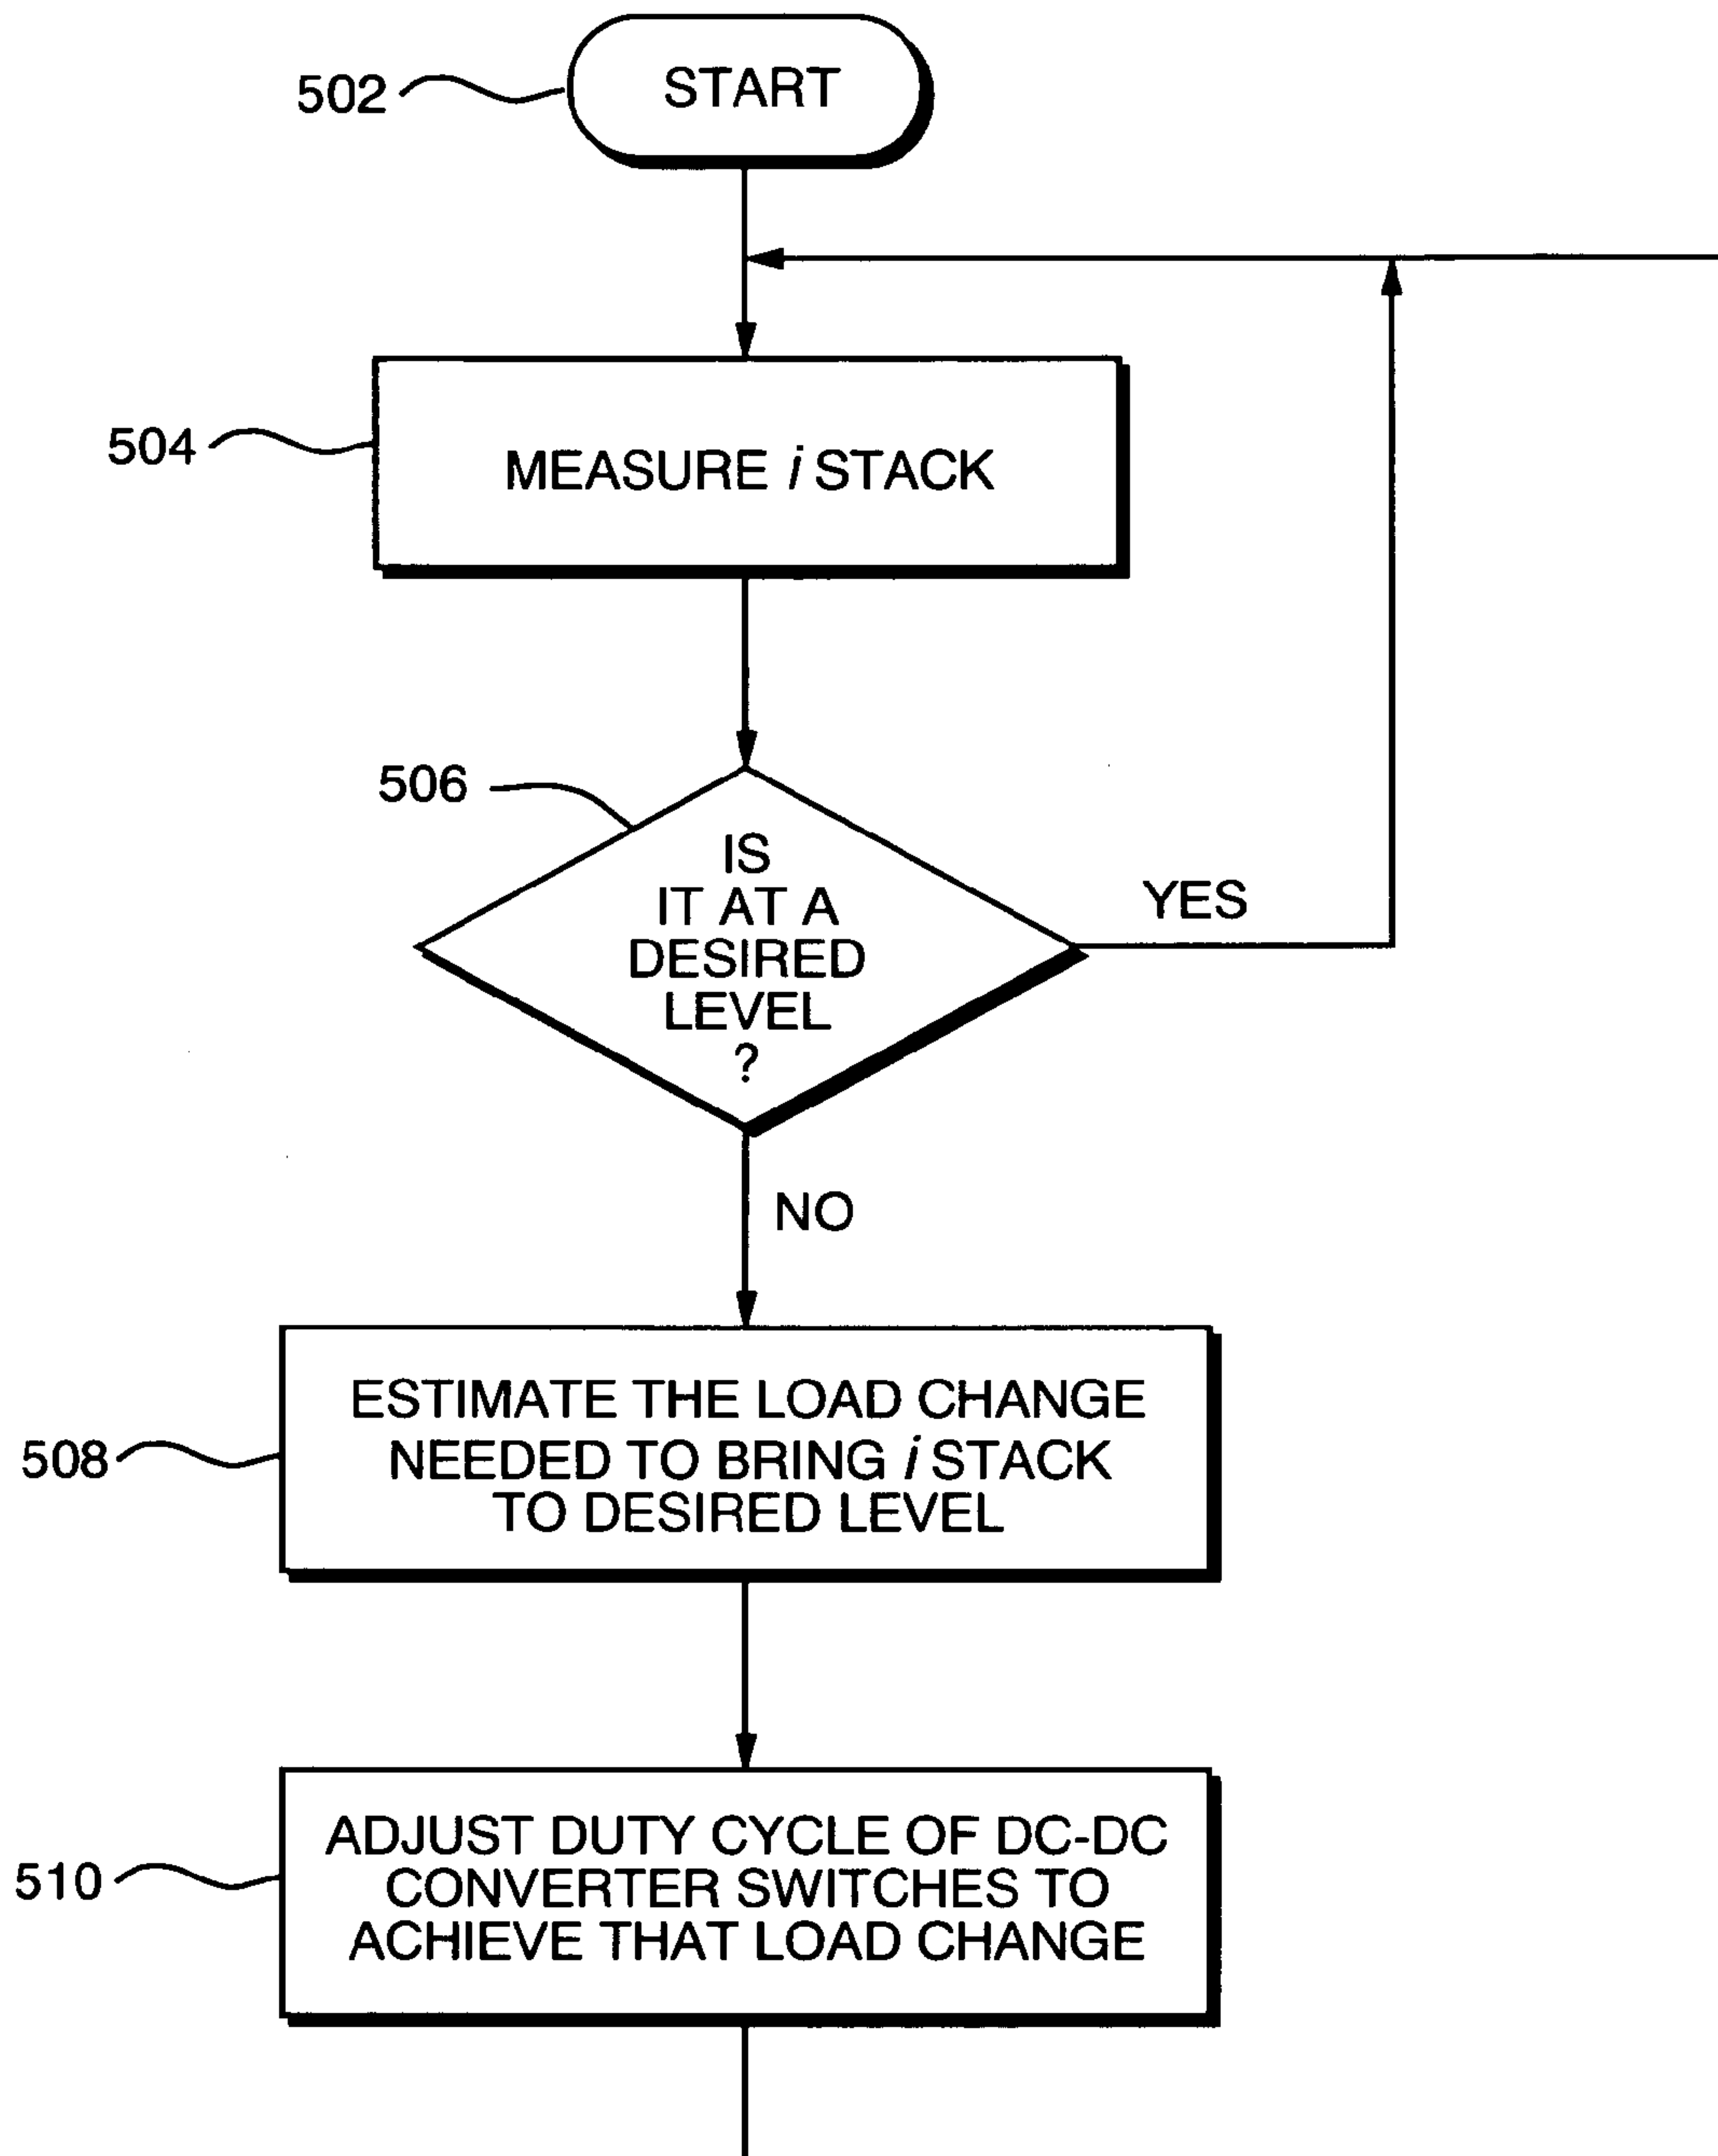 502
START
504
MEASURE i STACK
506
IS
IT AT A
DESIRED
LEVEL
?
YES
NO
508
ESTIMATE THE LOAD CHANGE
NEEDED TO BRING i STACK
TO DESIRED LEVEL
510
ADJUST DUTY CYCLE OF DC-DC
CONVERTER SWITCHES TO
ACHIEVE THAT LOAD CHANGE